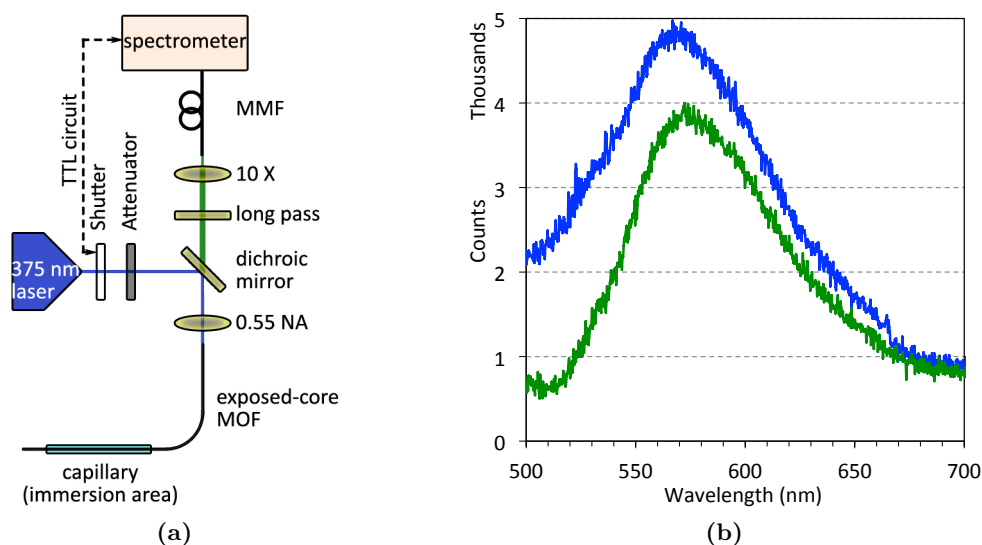 spectrometer
TTL circuit
MMF
Shutter
Attenuator
10 X
long pass
375 nm
laser
dichroic
mirror
0.55 NA
exposed-core
MOF
capillary
(immersion area)
(a)
Thousands
Counts
5
4
3
2
1
0
500
550
600
650
700
Wavelength (nm)
(b)